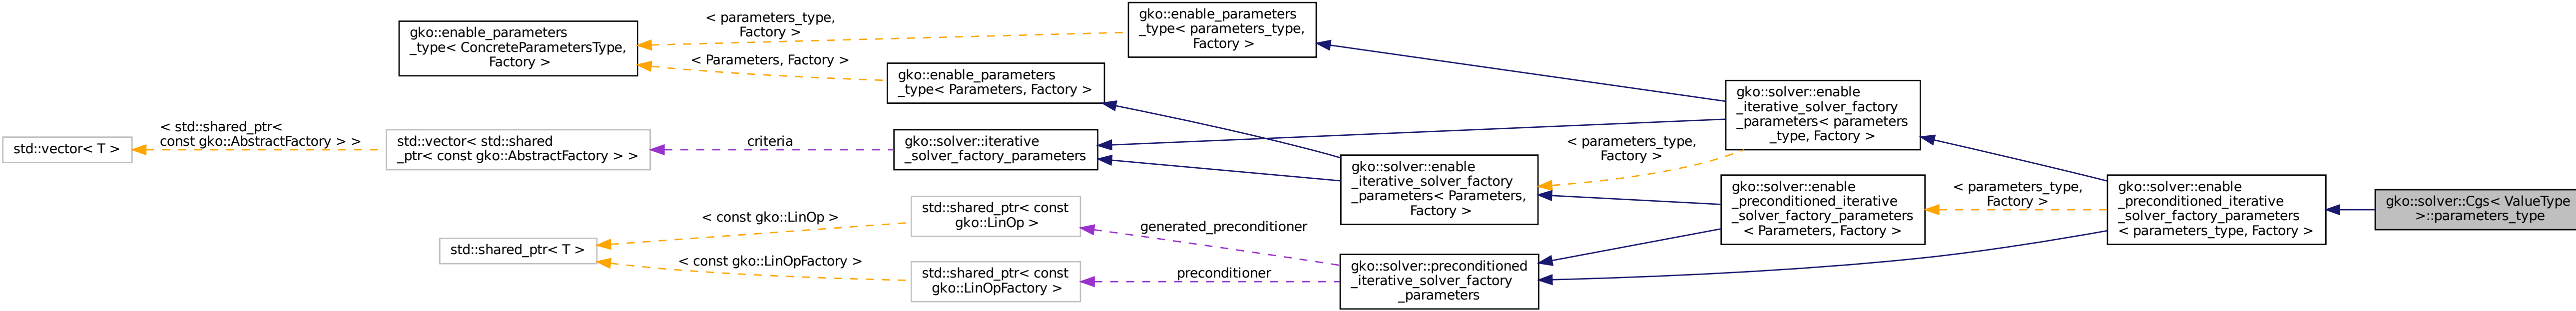 std::vector< T >
< std::shared_ptr<
const gko::AbstractFactory > >
std::vector< std::shared
_ptr< const gko::AbstractFactory > >
criteria
gko::solver::iterative
_solver_factory_parameters
gko::enable_parameters
_type< ConcreteParametersType,
Factory >
< parameters_type,
Factory >
< Parameters, Factory >
gko::enable_parameters
_type< parameters_type,
Factory >
gko::enable_parameters
_type< Parameters, Factory >
std::shared_ptr< T >
< const gko::LinOp >
< const gko::LinOpFactory >
std::shared_ptr< const
gko::LinOp >
std::shared_ptr< const
gko::LinOpFactory >
generated_preconditioner
preconditioner
gko::solver::enable
_iterative_solver_factory
_parameters< Parameters,
Factory >
gko::solver::preconditioned
_iterative_solver_factory
_parameters
< parameters_type,
Factory >
gko::solver::enable
_iterative_solver_factory
_parameters< parameters
_type, Factory >
gko::solver::enable
_preconditioned_iterative
_solver_factory_parameters
< Parameters, Factory >
< parameters_type,
Factory >
gko::solver::enable
_preconditioned_iterative
_solver_factory_parameters
< parameters_type, Factory >
gko::solver::Cgs< ValueType
>::parameters_type